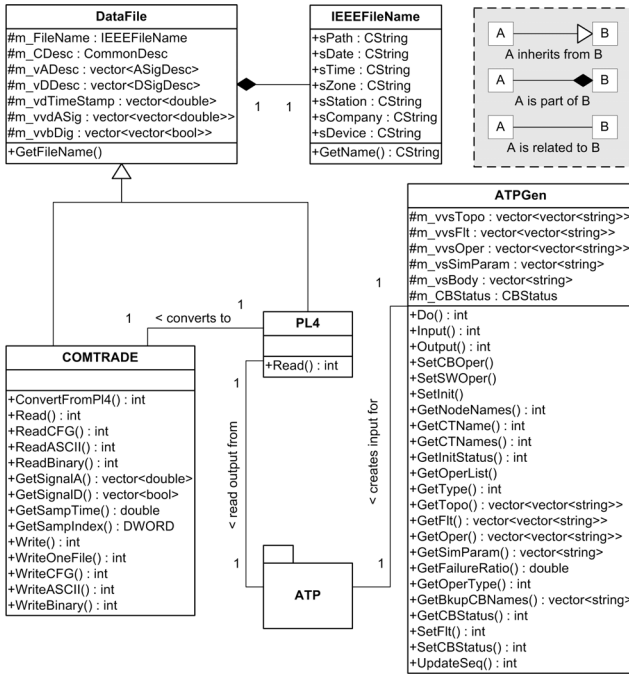 DataFile
#m_FileName : IEEEFileName
#m_CDesc : CommonDesc
#m_vADesc : vector<ASigDesc>
#m_vDDesc : vector<DSigDesc>
#m_vdTimeStamp : vector<double>
#m_vvdASig : vector<vector<double>>
#m_vvbDig : vector<vector<bool>>
+GetFileName()
1
1
IEEEFileName
+sPath : CString
+sDate : CString
+sTime : CString
+sZone : CString
+sStation : CString
+sCompany : CString
+sDevice : CString
+GetName() : CString
A
B
A inherits from B
A
B
A is part of B
A
B
A is related to B
ATPGen
#m_vvsTopo : vector<vector<string>>
#m_vvsFlt : vector<vector<string>>
#m_vvsOper : vector<vector<string>>
#m_vsSimParam : vector<string>
#m_vsBody : vector<string>
#m_CBStatus : CBStatus
+Do() : int
+Input() : int
+Output() : int
+SetCBOper()
+SetSWOper()
+SetInit()
+GetNodeNames() : int
+GetCTName() : int
+GetCTNames() : int
+GetInitStatus() : int
+GetOperList()
+GetType() : int
+GetTopo() : vector<vector<string>>
+GetFlt() : vector<vector<string>>
+GetOper() : vector<vector<string>>
+GetSimParam() : vector<string>
+GetFailureRatio() : double
+GetOperType() : int
+GetBkupCBNames() : vector<string>
+GetCBStatus() : int
+SetFlt() : int
+SetCBStatus() : int
+UpdateSeq() : int
1
< converts to
1
PL4
+Read() : int
COMTRADE
+ConvertFromPl4() : int
+Read() : int
+ReadCFG() : int
+ReadASCII() : int
+ReadBinary() : int
+GetSignalA() : vector<double>
+GetSignalD() : vector<bool>
+GetSampTime() : double
+GetSampIndex() : DWORD
+Write() : int
+WriteOneFile() : int
+WriteCFG() : int
+WriteASCII() : int
+WriteBinary() : int
1
< read output from
1
1
< creates input for
1
ATP